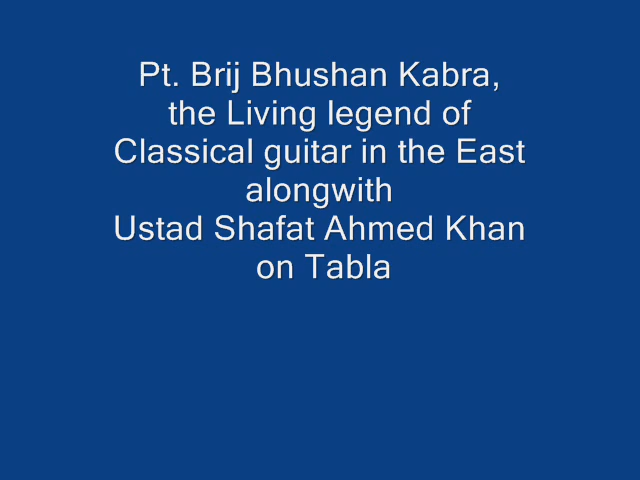 Pt. Brij Bhushan Kabra,
the Living legend of
Classical guitar in the East
alongwith
Ustad Shafat Ahmed Khan
on Tabla